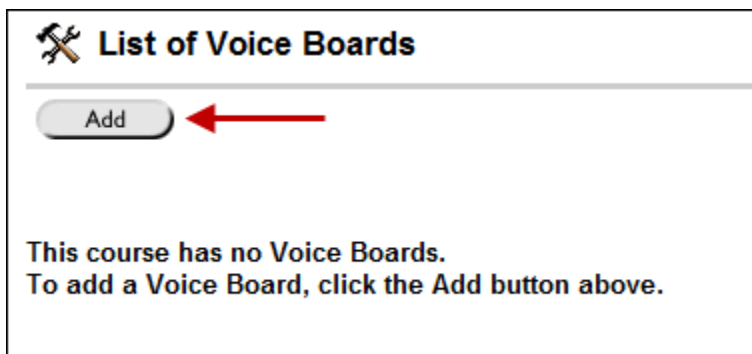 List of Voice Boards
Add
This course has no Voice Boards.
To add a Voice Board, click the Add button above.